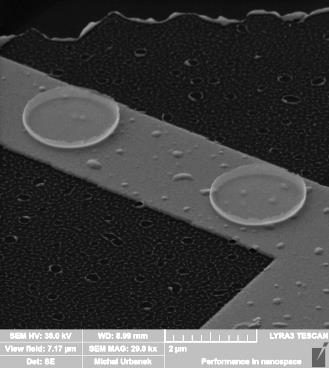 SEM HV: 30.0 kV WD: 8.99 mm LYRA3 TESCAN
View field: 7.17 µm SEM MAG: 29.0 kx 2 µm
Det: SE Michal Urbanek Performance in nanospace